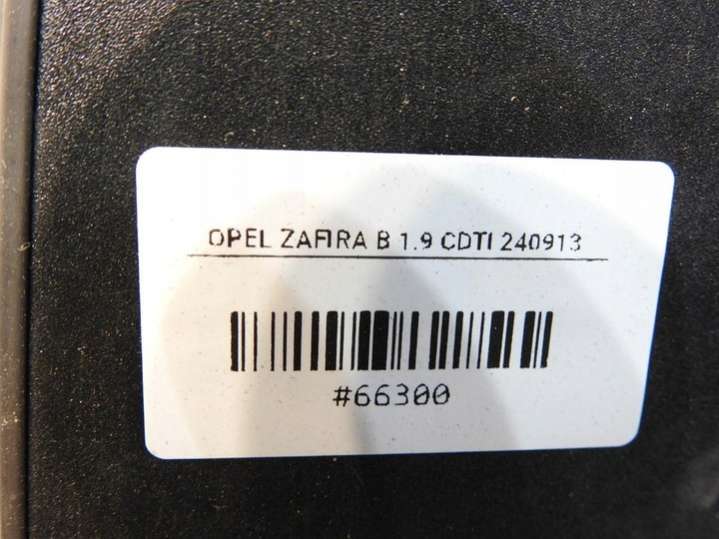 OPEL ZAFIRA B 1.9 CDTI 240913
#66300